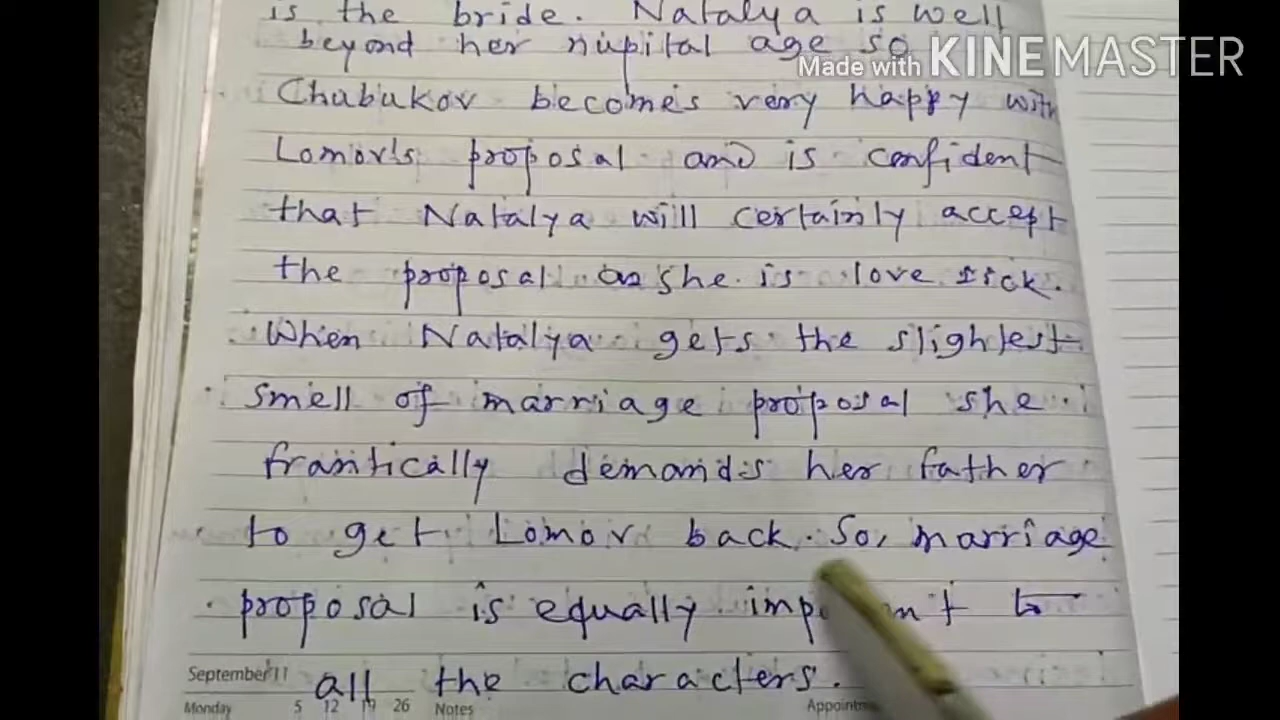 is the bride. Natalya is well
beyond her nupital age so
Made with KINEMASTER
Chubukov becomes very happy with
Lomov's proposal and is confident
that Natalya will certainly accept
the proposal as she is love sick.
When Natalya gets the slightest
smell of marriage proposal she
frantically demands her father
to get Lomov back. So, marriage
proposal is equally to
all the characters.
September 11
Monday 5 12 19 26 Notes